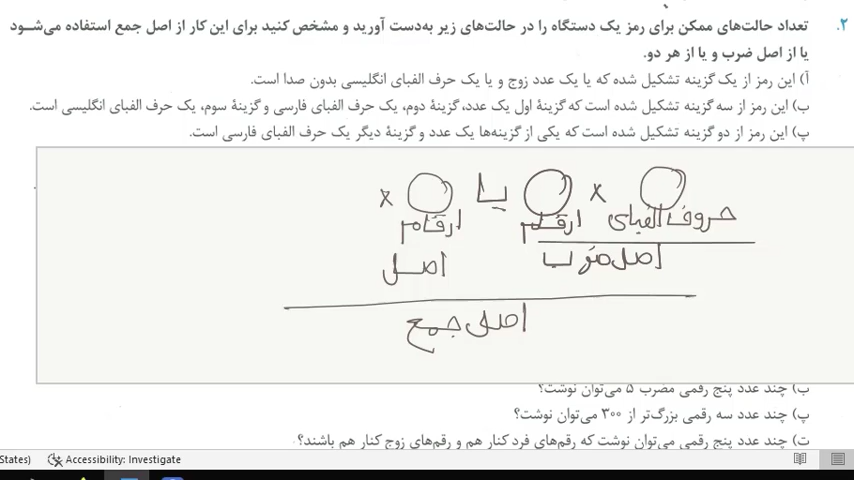 ۲. تعداد حالت‌های ممکن برای رمز یک دستگاه را در حالت‌های زیر به‌دست آورید و مشخص کنید برای این کار از اصل جمع استفاده می‌شود
یا از اصل ضرب و یا از هر دو.
آ) این رمز از یک گزینه تشکیل شده که یا یک عدد زوج و یا یک حرف الفبای انگلیسی بدون صدا است.
ب) این رمز از سه گزینه تشکیل شده است که گزینهٔ اول یک عدد، گزینهٔ دوم، یک حرف الفبای فارسی و گزینهٔ سوم، یک حرف الفبای انگلیسی است.
پ) این رمز از دو گزینه تشکیل شده است که یکی از گزینه‌ها یک عدد و گزینهٔ دیگر یک حرف الفبای فارسی است.
× یا ×
حروف الفبای ارقام ارقام
اصل ضرب اصل
اصل جمع
ب) چند عدد پنج رقمی مضرب ۵ می‌توان نوشت؟
پ) چند عدد سه رقمی بزرگ‌تر از ۳۰۰ می‌توان نوشت؟
ت) چند عدد پنج رقمی می‌توان نوشت که رقم‌های فرد کنار هم و رقم‌های زوج کنار هم باشند؟
States) Accessibility: Investigate